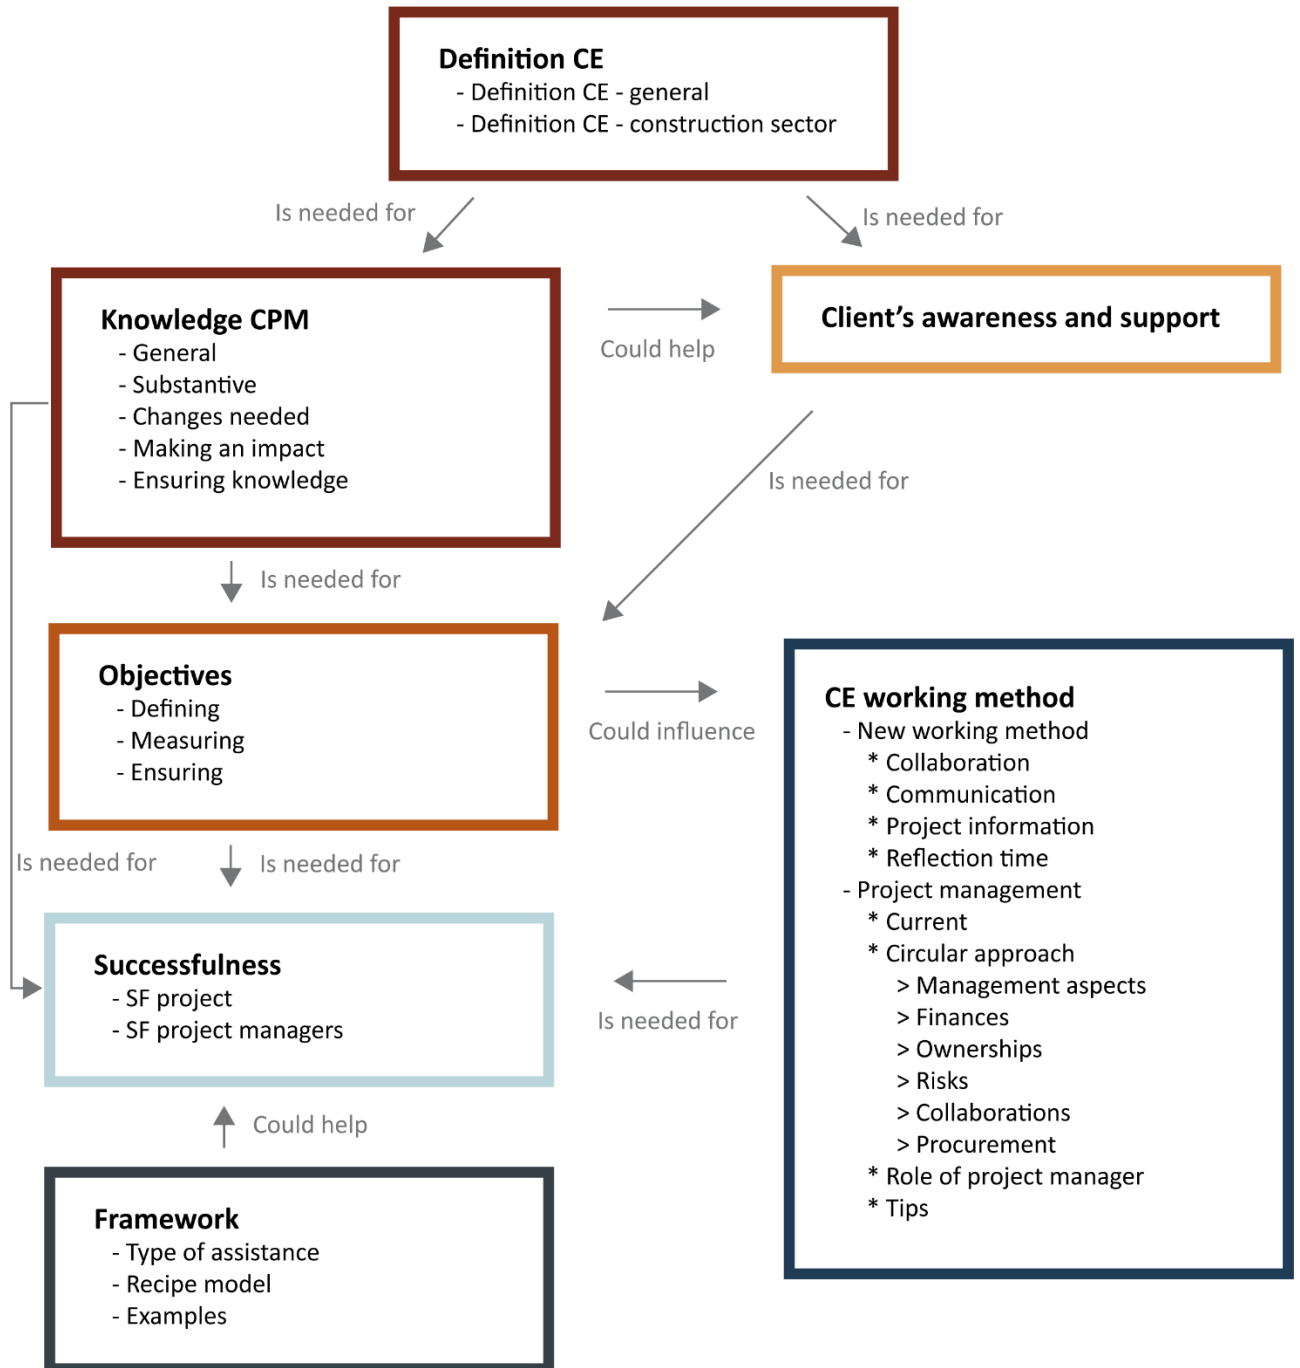 Definition CE
- Definition CE - general
- Definition CE - construction sector
Is needed for
Is needed for
Knowledge CPM
- General
- Substantive
- Changes needed
- Making an impact
- Ensuring knowledge
Could help
Client's awareness and support
Is needed for
Is needed for
Objectives
- Defining
- Measuring
- Ensuring
Could influence
CE working method
- New working method
* Collaboration
* Communication
* Project information
* Reflection time
- Project management
* Current
* Circular approach
> Management aspects
> Finances
> Ownerships
> Risks
> Collaborations
> Procurement
* Role of project manager
* Tips
Is needed for
Is needed for
Successfulness
- SF project
- SF project managers
Is needed for
Could help
Framework
- Type of assistance
- Recipe model
- Examples